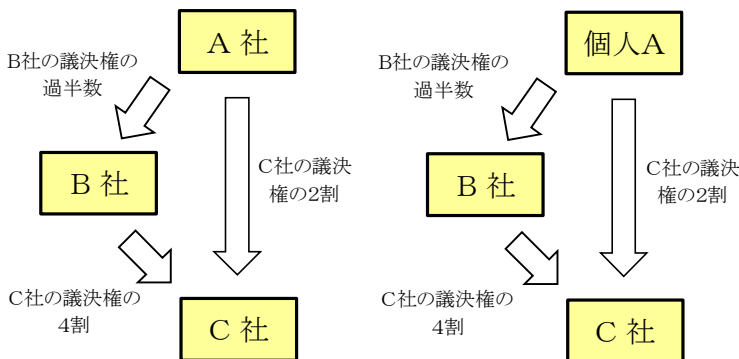 A 社
B社の議決権の
過半数
B 社
C社の議決
権の2割
C社の議決権の
4割
C 社
個人A
B社の議決権の
過半数
B 社
C社の議決
権の2割
C社の議決権の
4割
C 社